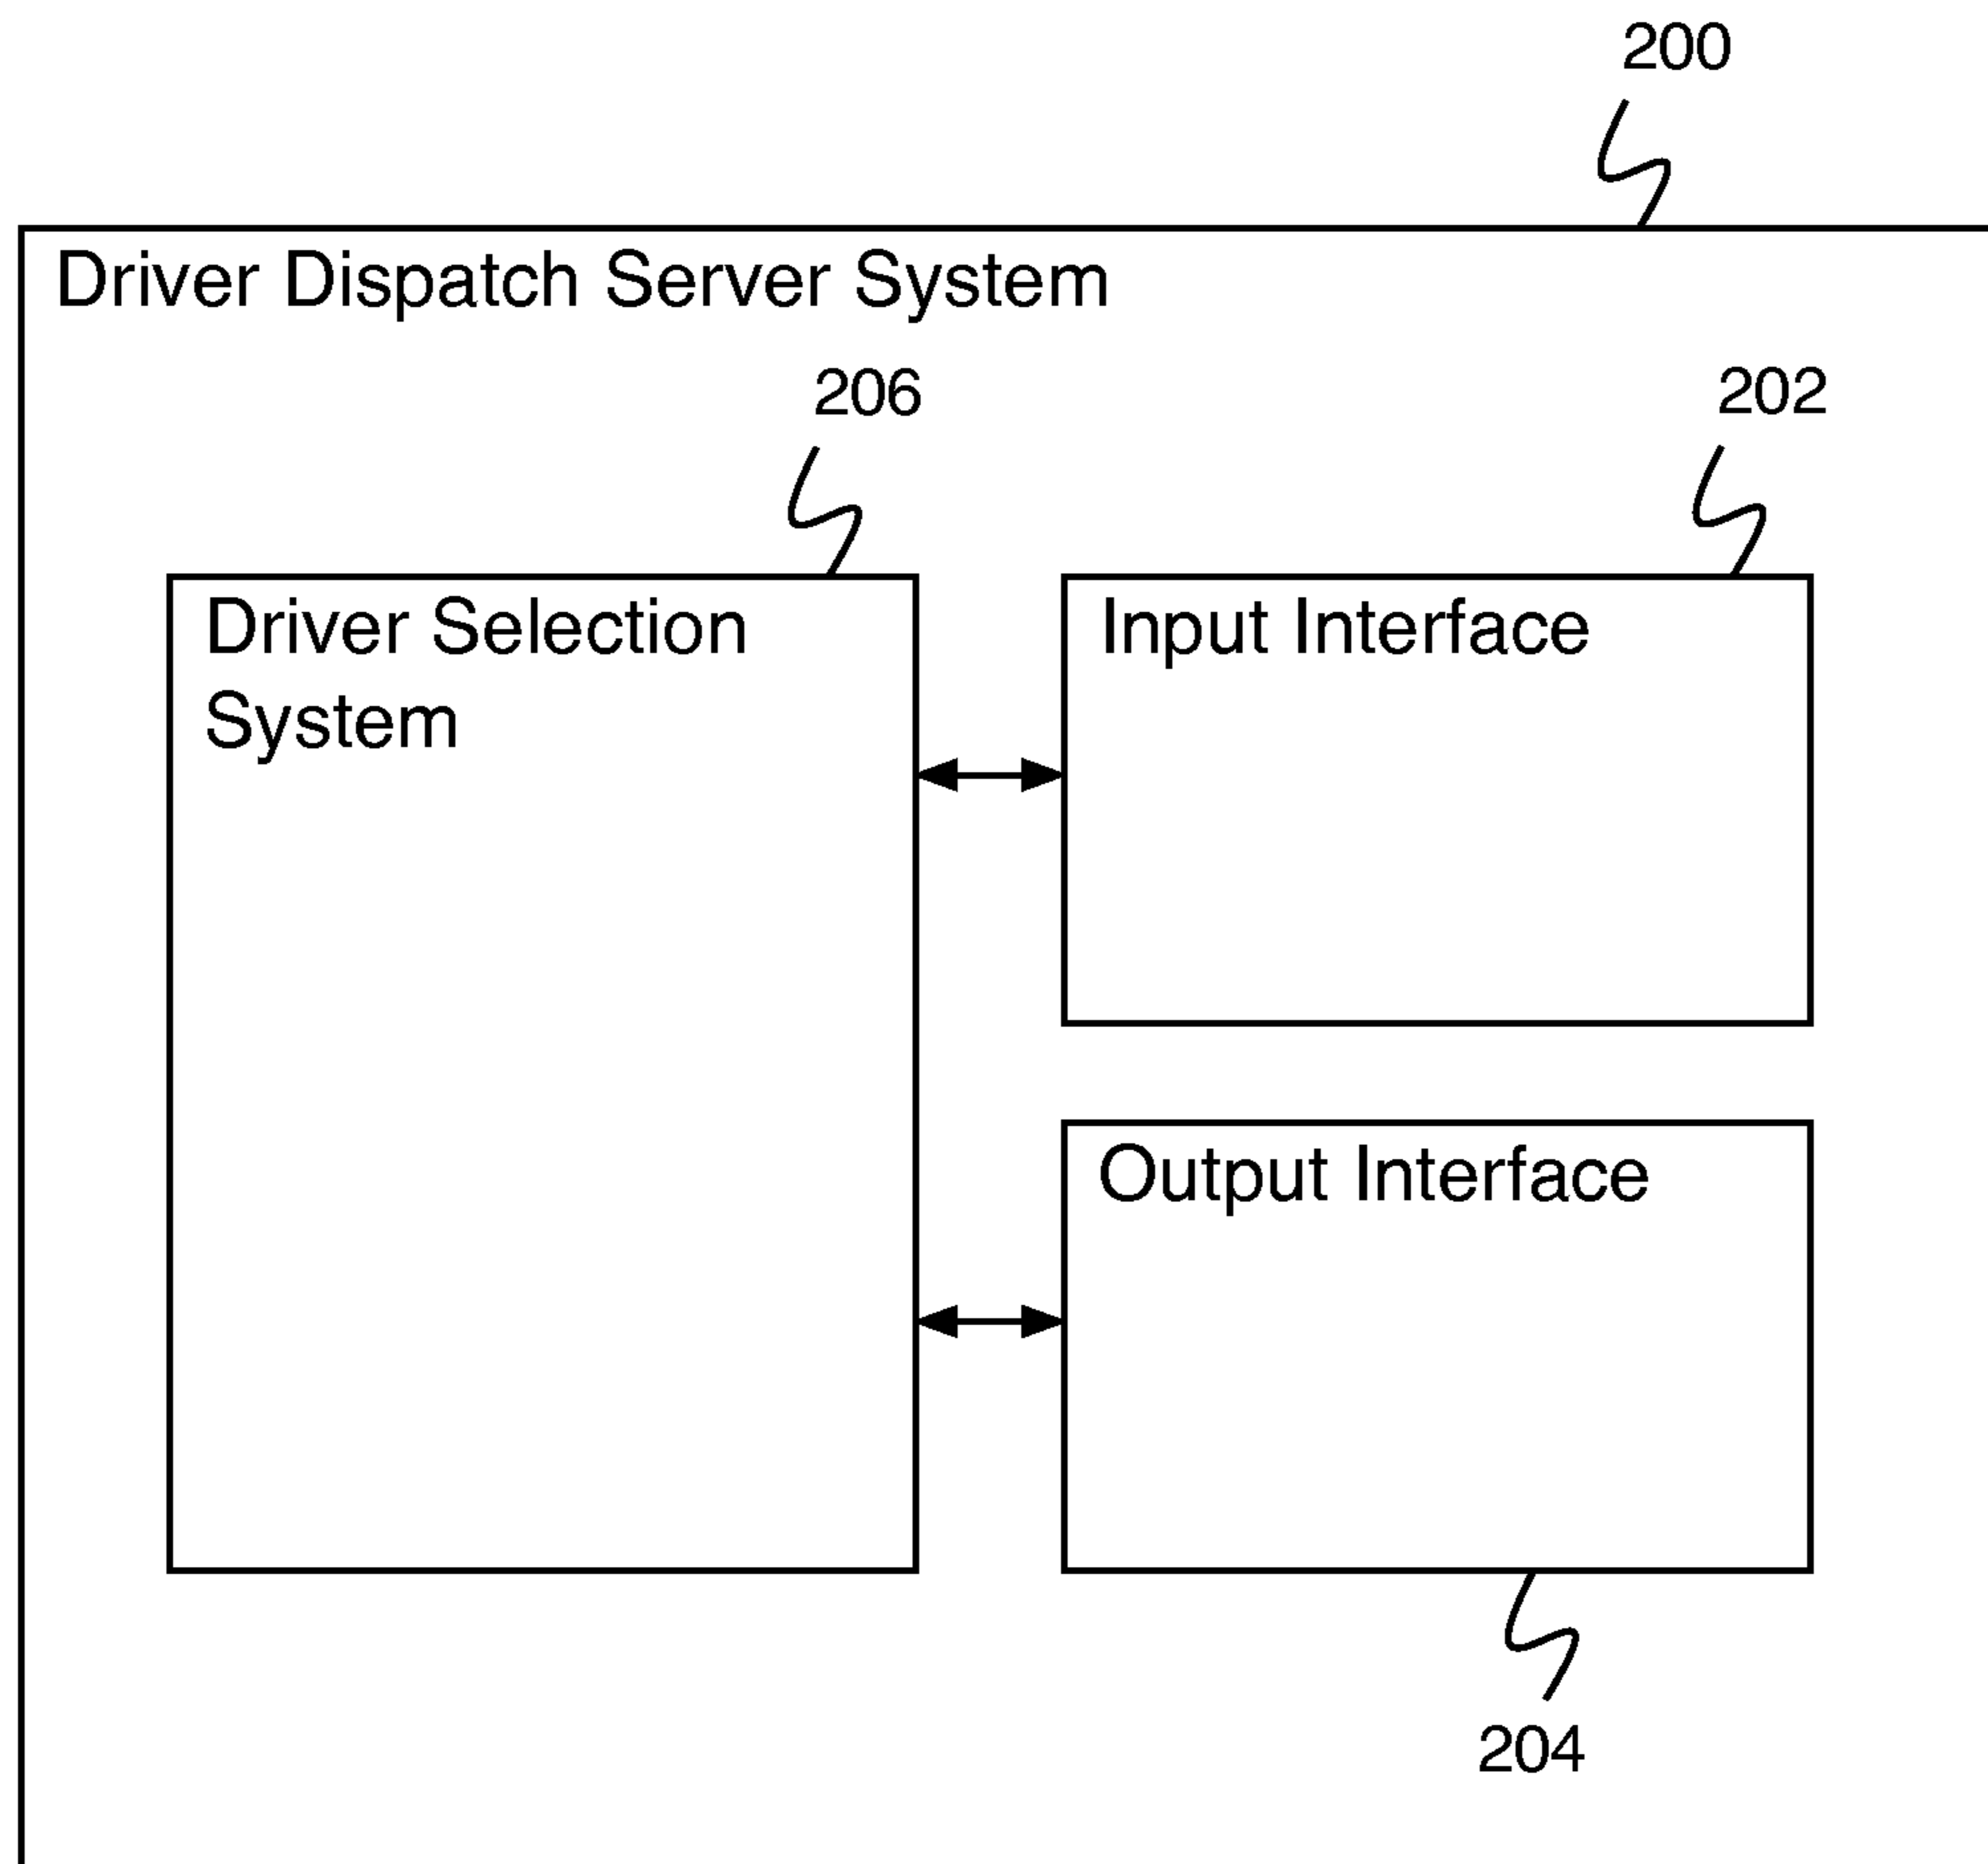 200
Driver Dispatch Server System
206
202
Driver Selection
System
Input Interface
Output Interface
204